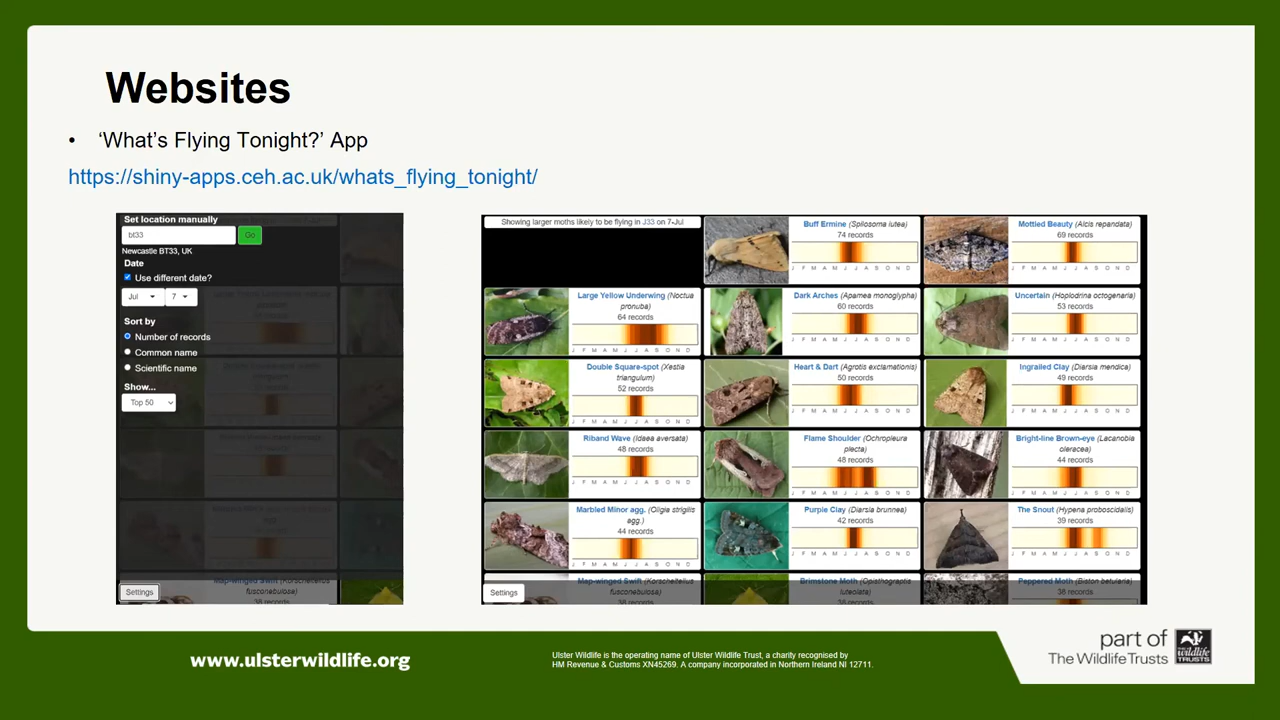 Websites
• ‘What’s Flying Tonight?’ App
https://shiny-apps.ceh.ac.uk/whats_flying_tonight/
Set location manually
bt33
Go
Newcastle BT33, UK
Date
Use different date?
Jul
7
Sort by
Number of records
Common name
Scientific name
Show...
Top 50
Settings
Showing larger moths likely to be flying in J33 on 7-Jul
Buff Ermine (Spilosoma lutea)
74 records
J F M A M J J A S O N D
Mottled Beauty (Alcis repandata)
69 records
J F M A M J J A S O N D
Large Yellow Underwing (Noctua
pronuba)
64 records
J F M A M J J A S O N D
Dark Arches (Apamea monoglypha)
60 records
J F M A M J J A S O N D
Uncertain (Hoplodrina octogenaria)
53 records
J F M A M J J A S O N D
Double Square-spot (Xestia
triangulum)
52 records
J F M A M J J A S O N D
Heart & Dart (Agrotis exclamationis)
50 records
J F M A M J J A S O N D
Ingrailed Clay (Diarsia mendica)
49 records
J F M A M J J A S O N D
Riband Wave (Idaea aversata)
48 records
J F M A M J J A S O N D
Flame Shoulder (Ochropleura
plecta)
48 records
J F M A M J J A S O N D
Bright-line Brown-eye (Lacanobia
oleracea)
44 records
J F M A M J J A S O N D
Marbled Minor agg. (Oligia strigilis
agg.)
44 records
J F M A M J J A S O N D
Purple Clay (Diarsia brunnea)
42 records
J F M A M J J A S O N D
The Snout (Hypena proboscidalis)
39 records
J F M A M J J A S O N D
Map-winged Swift (Korscheltellus
fusconebulosa)
38 records
Brimstone Moth (Opisthograptis
luteolata)
38 records
Peppered Moth (Biston betularia)
38 records
Settings
www.ulsterwildlife.org
Ulster Wildlife is the operating name of Ulster Wildlife Trust, a charity recognised by
HM Revenue & Customs XN45269. A company incorporated in Northern Ireland NI 12711.
part of
The Wildlife Trusts